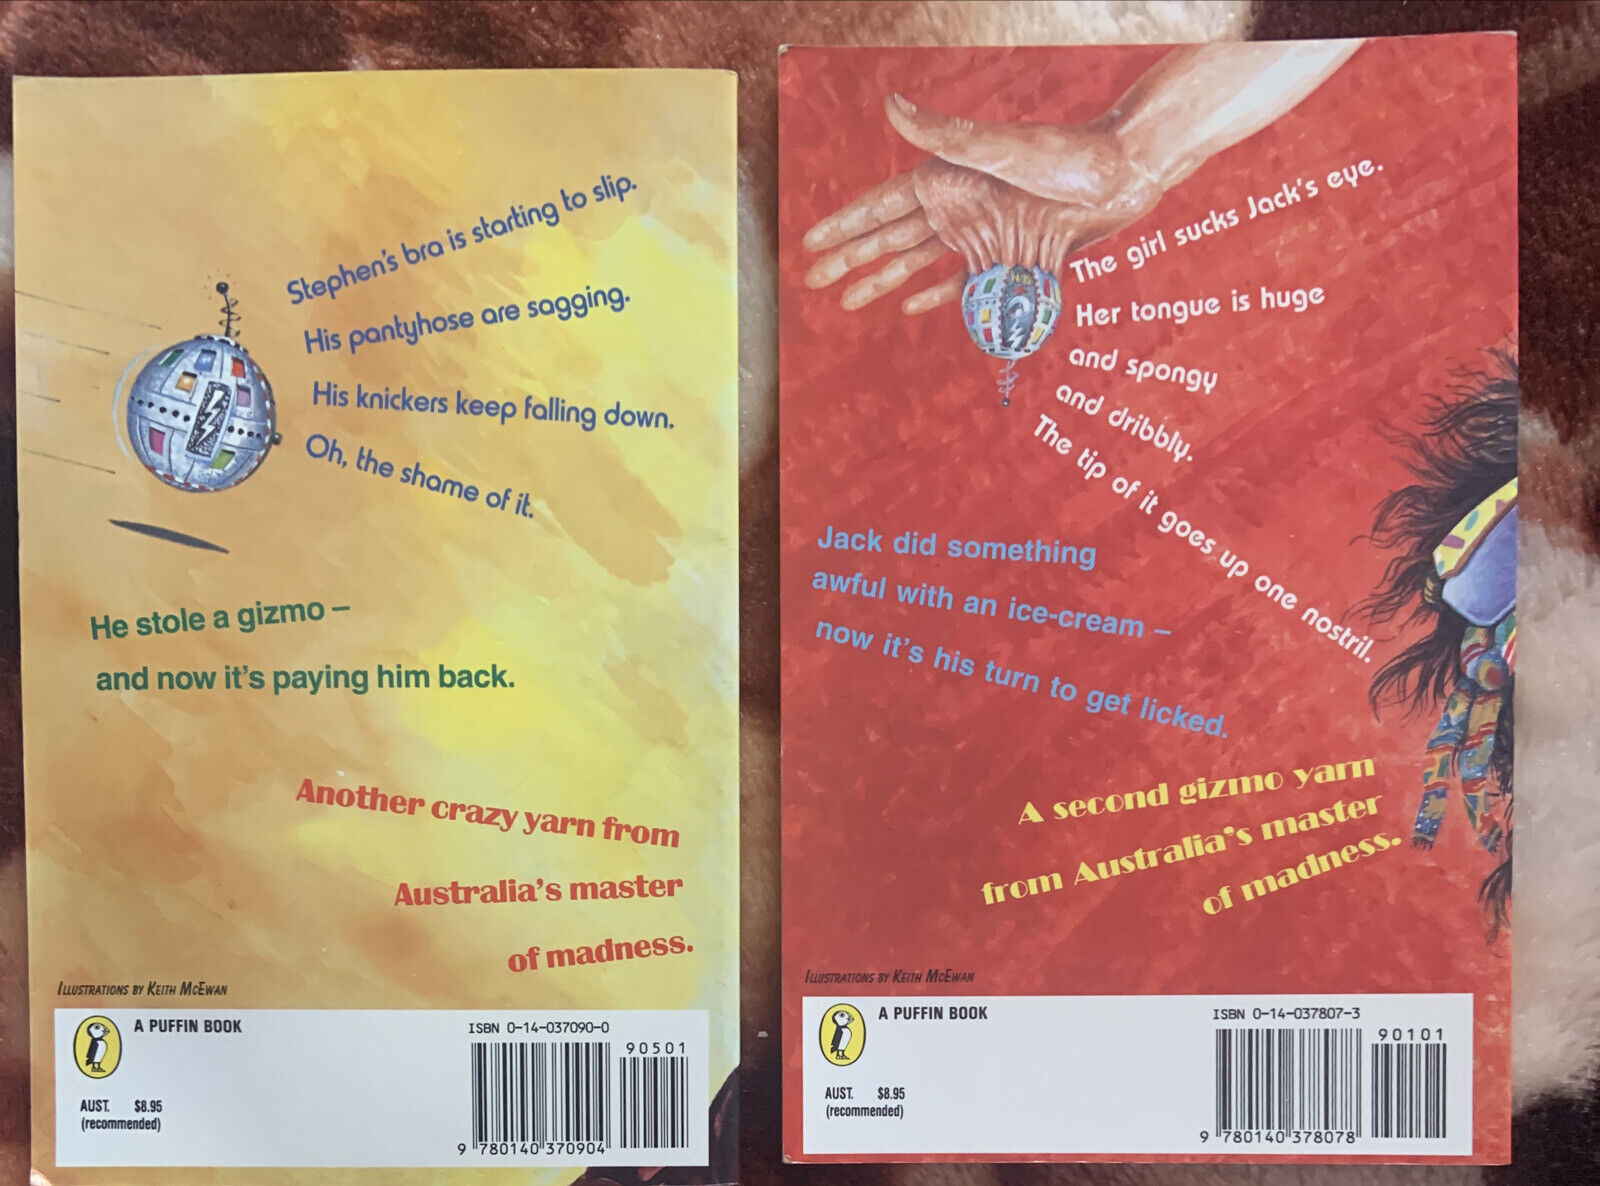 Stephen's bra is starting to slip.
His pantyhose are sagging.
His knickers keep falling down.
Oh, the shame of it.
He stole a gizmo –
and now it's paying him back.
Another crazy yarn from
Australia's master
of madness.
ILLUSTRATIONS BY KEITH MCEWAN
A PUFFIN BOOK
ISBN 0-14-037090-0
90501
AUST. $8.95
(recommended)
9 780140 370904
The girl sucks Jack's eye.
Her tongue is huge
and spongy
and dribbly.
The tip of it goes up one nostril.
Jack did something
awful with an ice-cream –
now it's his turn to get licked.
A second gizmo yarn
from Australia's master
of madness.
ILLUSTRATIONS BY KEITH MCEWAN
A PUFFIN BOOK
ISBN 0-14-037807-3
90101
AUST. $8.95
(recommended)
9 780140 378078